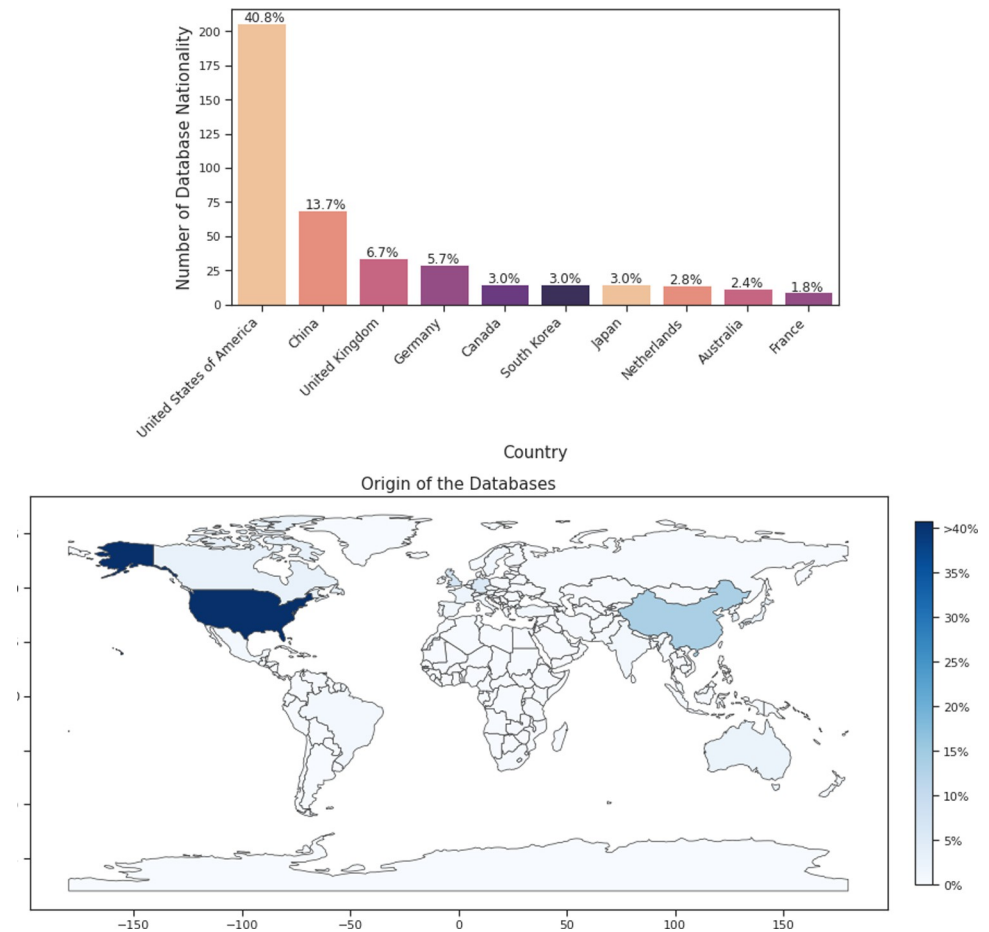 Number of Database Nationality
200
175
150
125
100
75
50
25
0
40.8%
13.7%
6.7%
5.7%
3.0%
3.0%
3.0%
2.8%
2.4%
1.8%
United States of America
China
United Kingdom
Germany
Canada
South Korea
Japan
Netherlands
Australia
France
Country
Origin of the Databases
>40%
35%
30%
25%
20%
15%
10%
5%
0%
−150
−100
−50
0
50
100
150